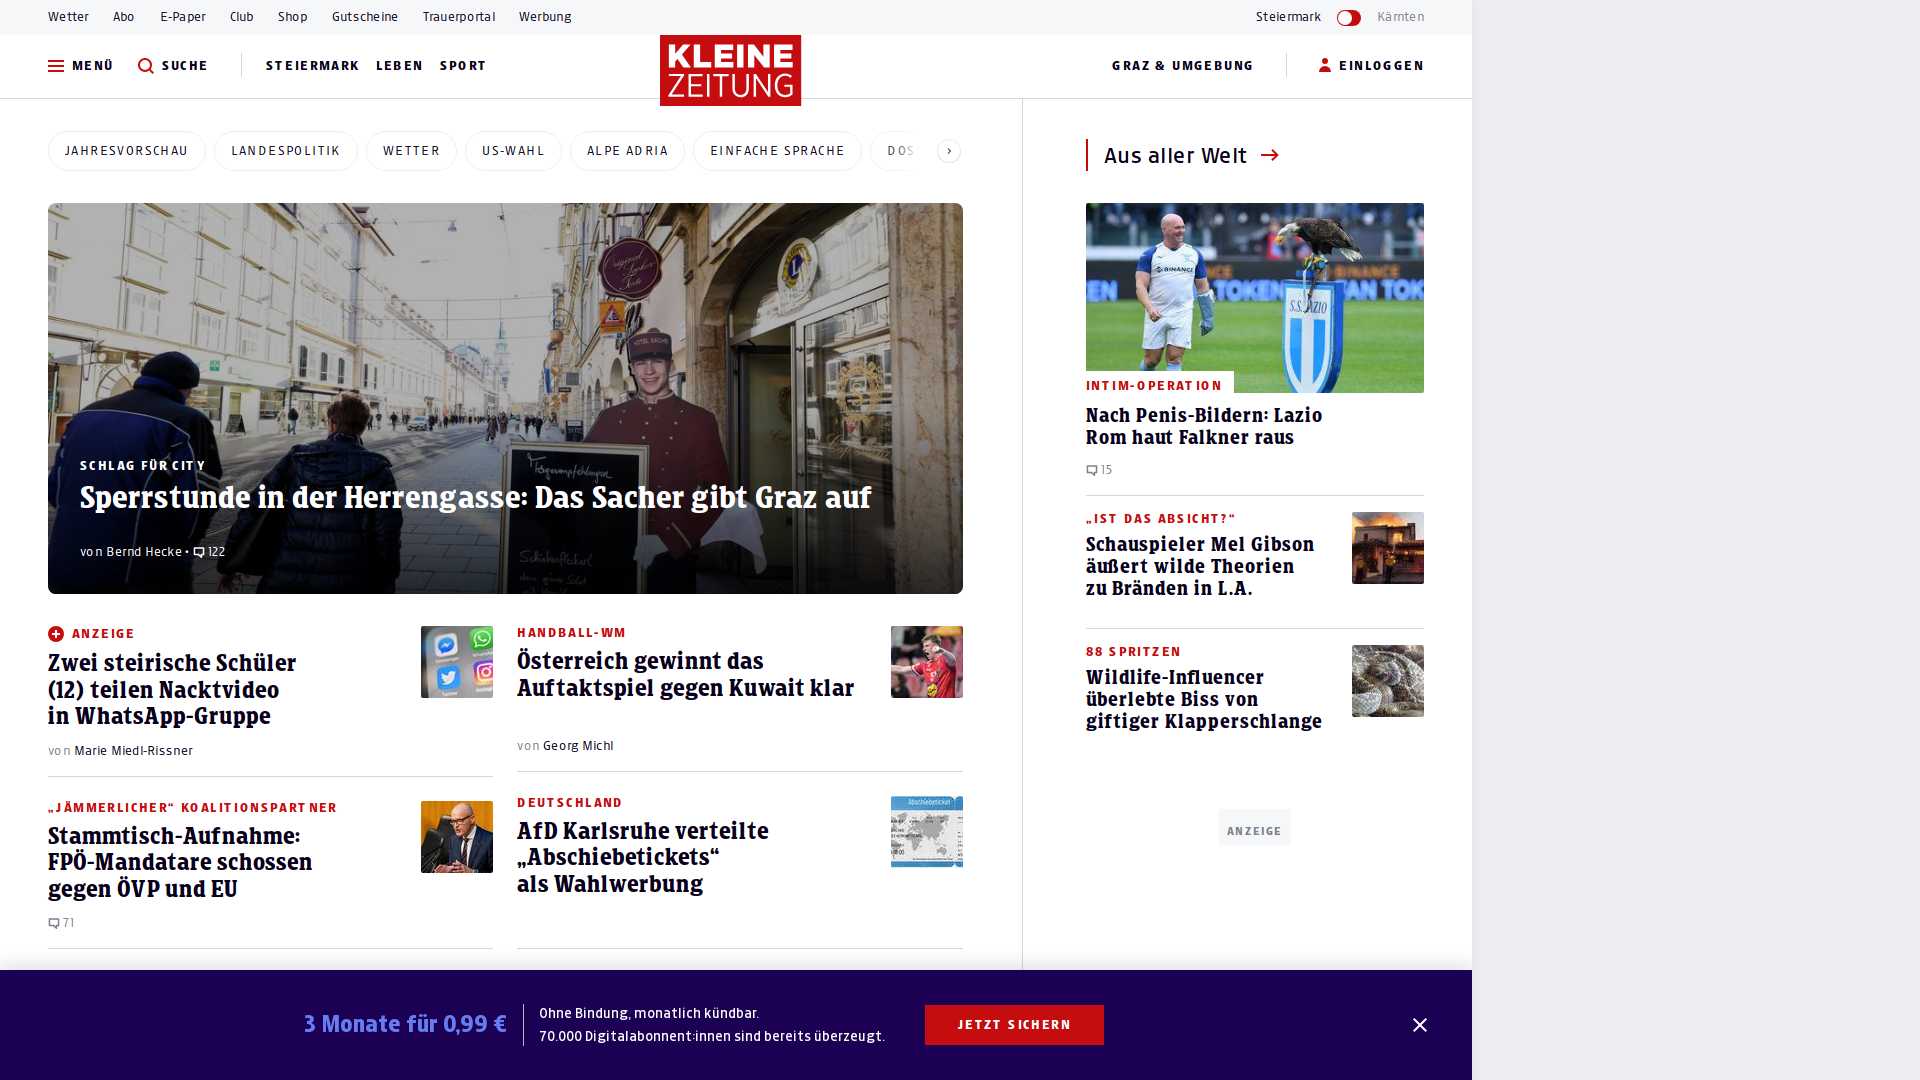 Wetter Abo E-Paper Club Shop Gutscheine Trauerportal Werbung Steiermark Kärnten
MENÜ SUCHE STEIERMARK LEBEN SPORT KLEINE ZEITUNG GRAZ & UMGEBUNG EINLOGGEN
JAHRESVORSCHAU LANDESPOLITIK WETTER US-WAHL ALPE ADRIA EINFACHE SPRACHE DOS
SCHLAG FÜR CITY
Sperrstunde in der Herrengasse: Das Sacher gibt Graz auf
von Bernd Hecke • 122
ANZEIGE
Zwei steirische Schüler
(12) teilen Nacktvideo
in WhatsApp-Gruppe
von Marie Miedl-Rissner
HANDBALL-WM
Österreich gewinnt das
Auftaktspiel gegen Kuwait klar
von Georg Michl
„JÄMMERLICHER“ KOALITIONSPARTNER
Stammtisch-Aufnahme:
FPÖ-Mandatare schossen
gegen ÖVP und EU
71
DEUTSCHLAND
AfD Karlsruhe verteilte
„Abschiebetickets“
als Wahlwerbung
Abschiebeticket
Aus aller Welt
BINANCE
TOKEN
S.S.LAZIO
INTIM-OPERATION
Nach Penis-Bildern: Lazio
Rom haut Falkner raus
15
„IST DAS ABSICHT?“
Schauspieler Mel Gibson
äußert wilde Theorien
zu Bränden in L.A.
88 SPRITZEN
Wildlife-Influencer
überlebte Biss von
giftiger Klapperschlange
ANZEIGE
3 Monate für 0,99 €
Ohne Bindung, monatlich kündbar.
70.000 Digitalabonnent:innen sind bereits überzeugt.
JETZT SICHERN